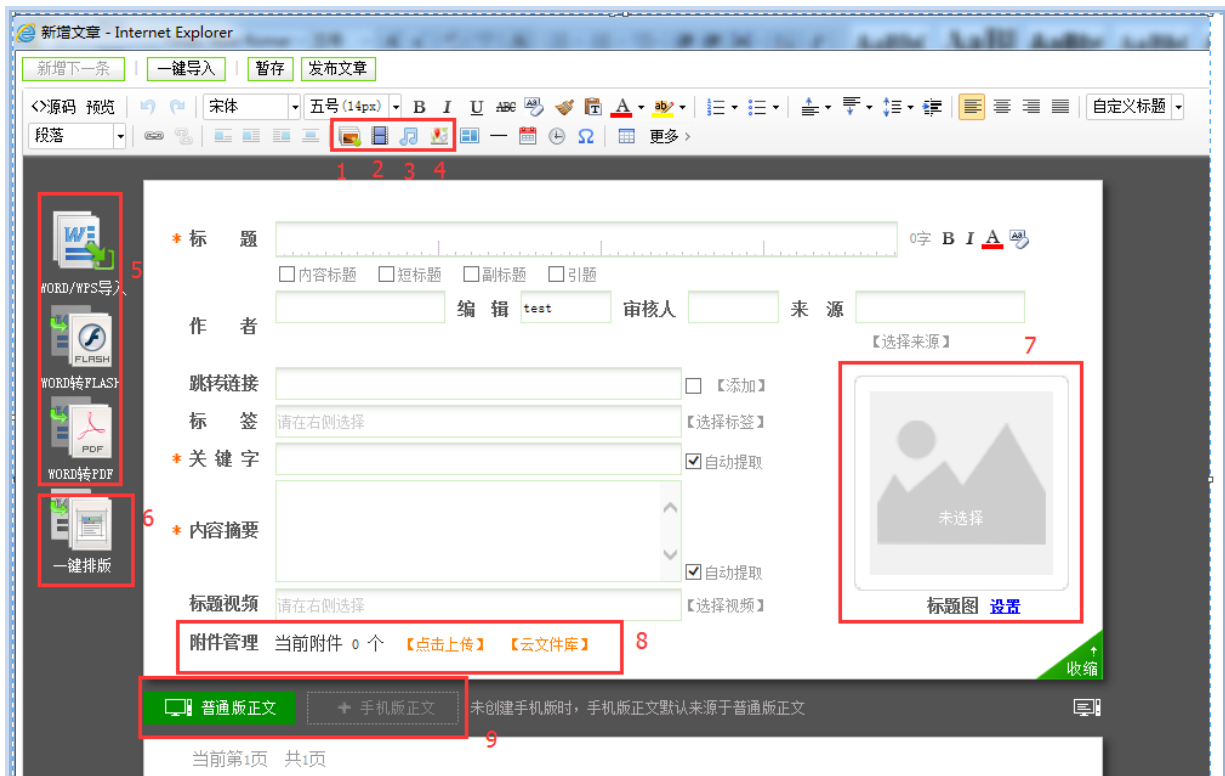 新增文章 - Internet Explorer
新增下一条 一键导入 暂存 发布文章
<>源码 预览 宋体 五号(14px) B I U ABC A ab 自定义标题
段落 Ω 更多
1 2 3 4
* 标 题 0字 B I A
□内容标题 □短标题 □副标题 □引题
5
WORD/WPS导入
作 者 编 辑 test 审核人 来 源
【选择来源】
7
FLASH
WORD转FLASH
跳转链接 【添加】
标 签 请在右侧选择 【选择标签】
PDF
WORD转PDF
* 关 键 字 自动提取
6
一键排版
* 内容摘要
自动提取
未选择
标题视频 请在右侧选择 【选择视频】
标题图 设置
附件管理 当前附件 0 个 【点击上传】 【云文件库】 8
收缩
普通版正文 + 手机版正文 未创建手机版时，手机版正文默认来源于普通版正文
9
当前第1页 共1页